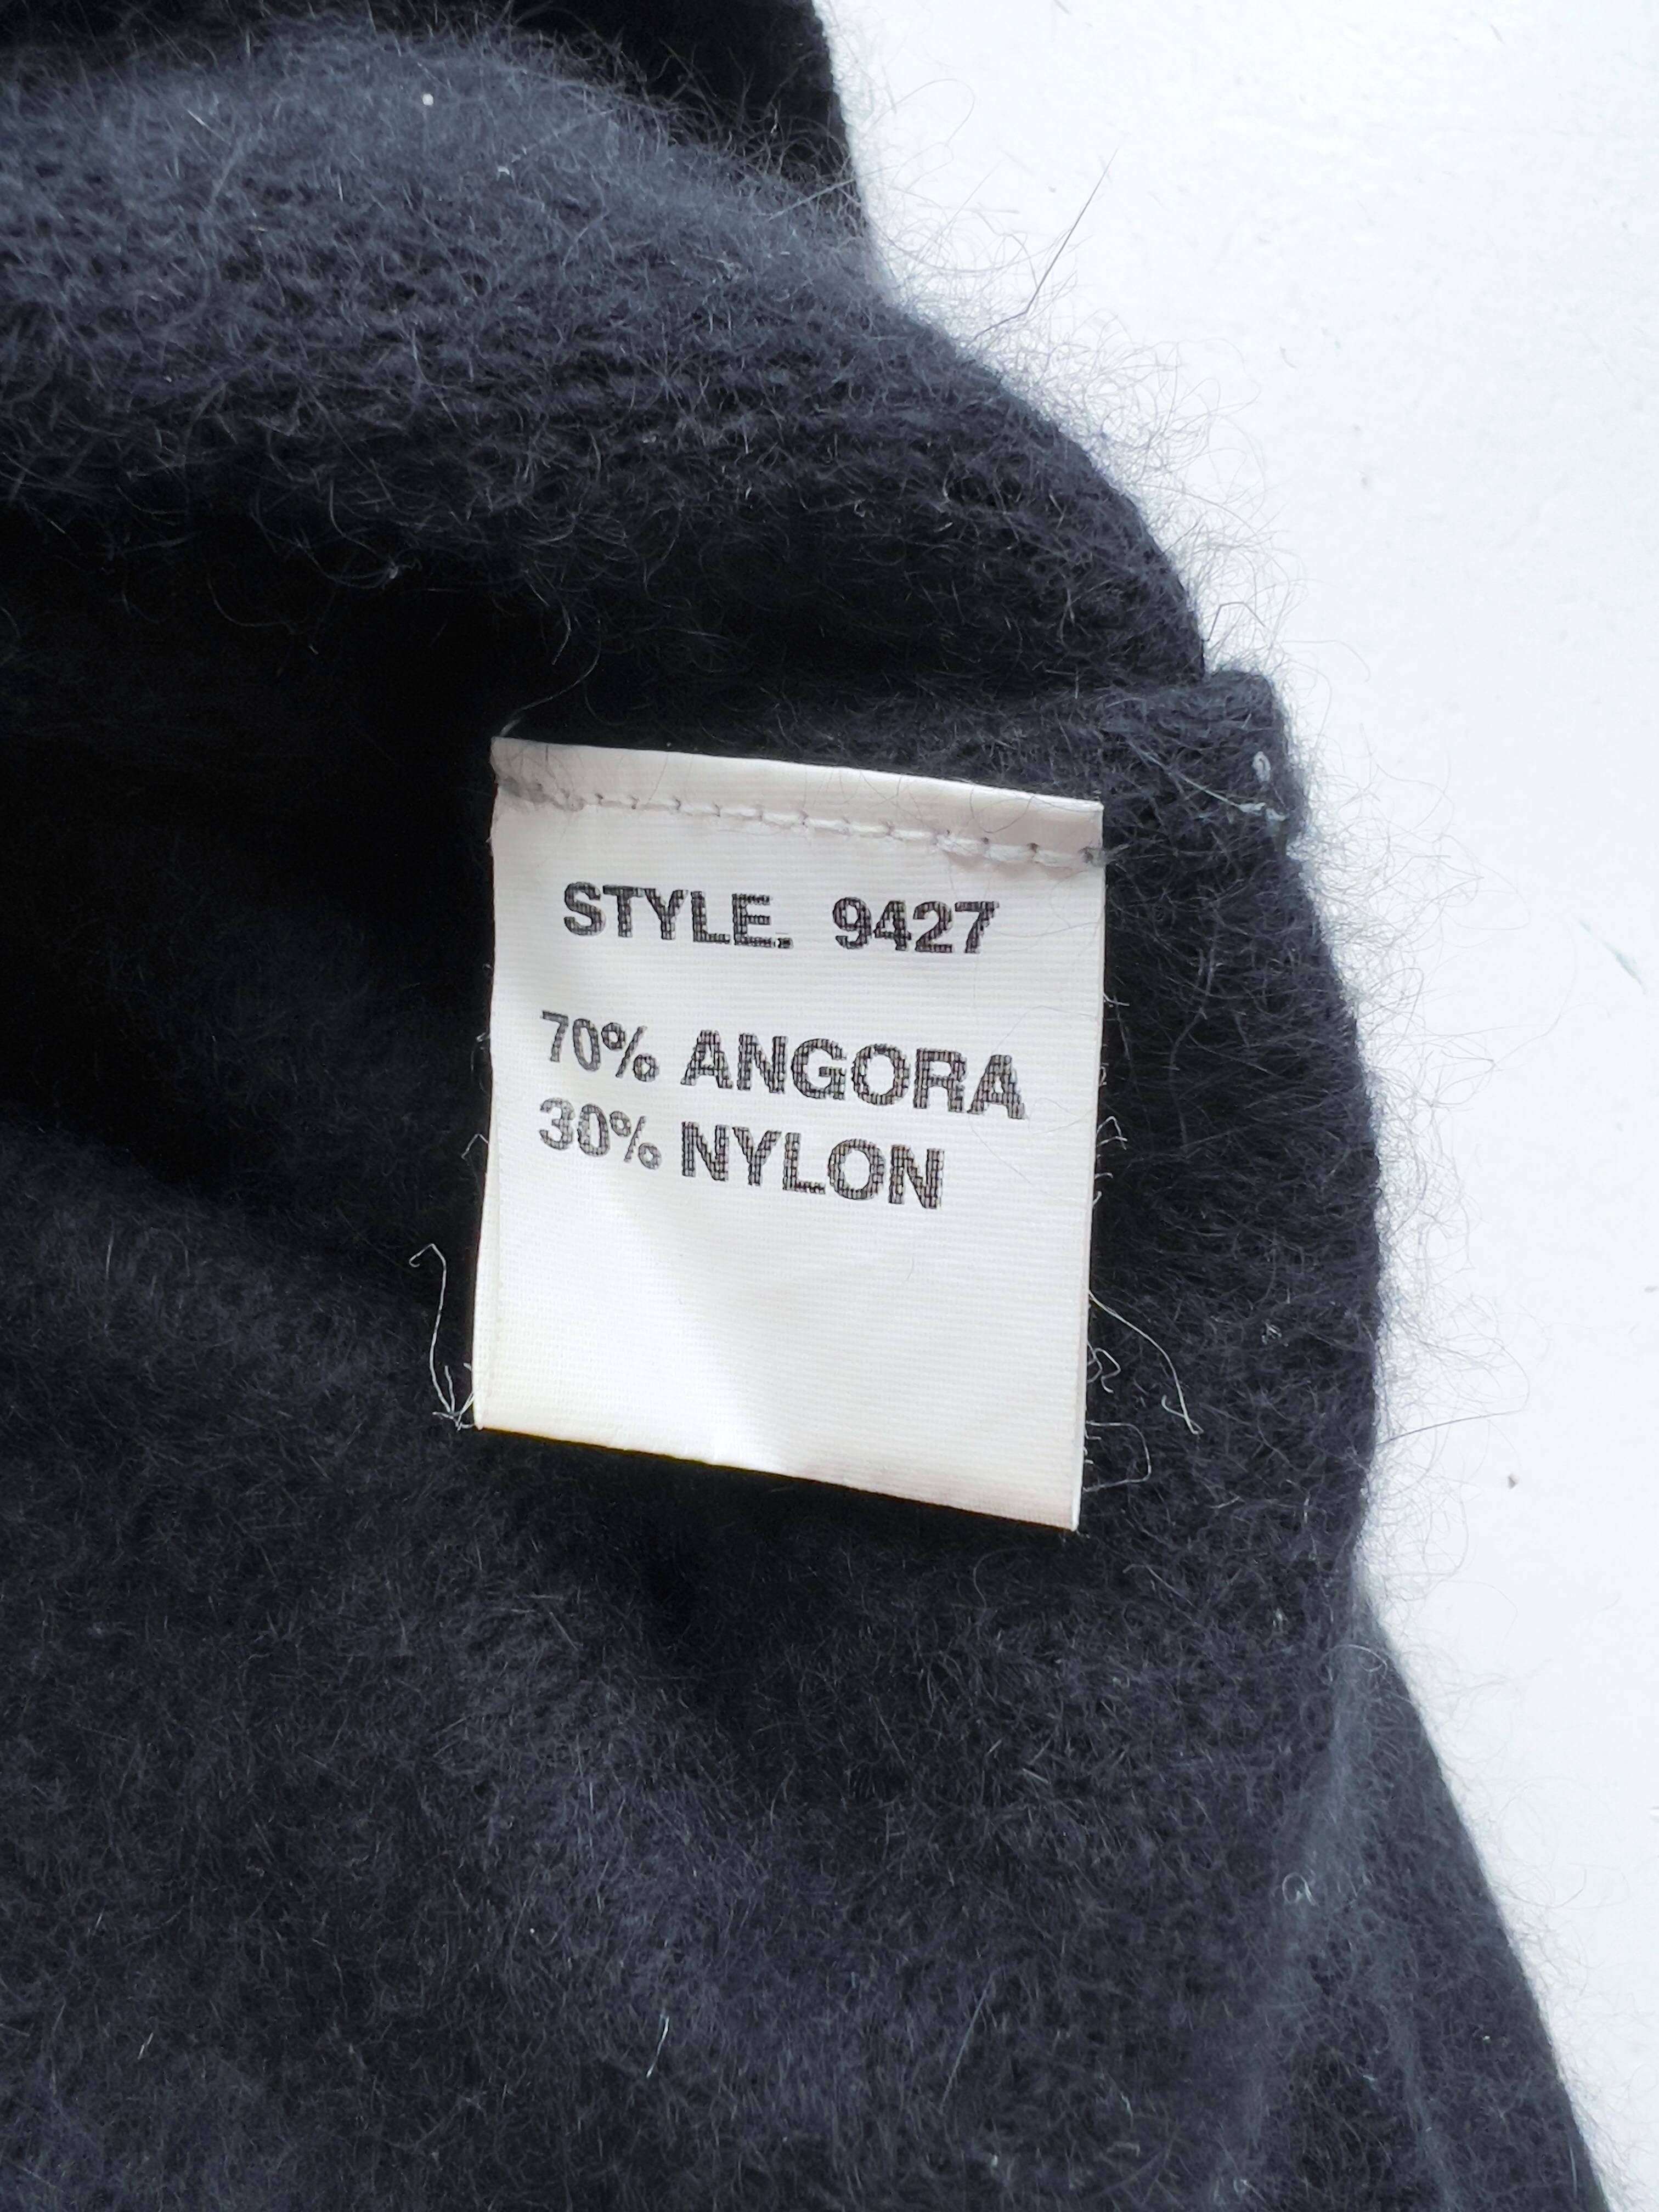 STYLE. 9427
70% ANGORA
30% NYLON